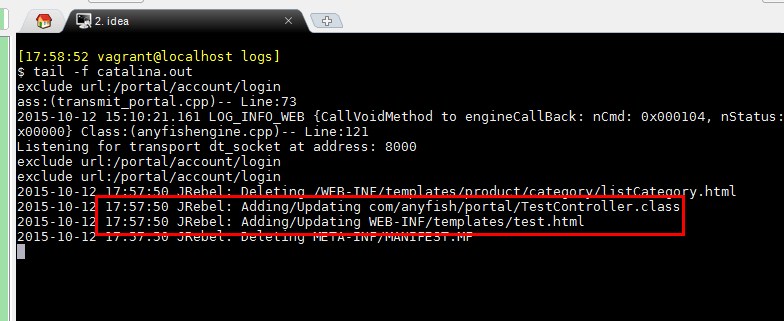 2. idea
[17:58:52 vagrant@localhost logs]
$ tail -f catalina.out
exclude url:/portal/account/login
ass:(transmit_portal.cpp)-- Line:73
2015-10-12 15:10:21.161 LOG_INFO_WEB {CallVoidMethod to engineCallBack: nCmd: 0x000104, nStatus:
x00000} Class:(anyfishengine.cpp)-- Line:121
Listening for transport dt_socket at address: 8000
exclude url:/portal/account/login
exclude url:/portal/account/login
2015-10-12 17:57:50 JRebel: Deleting /WEB-INF/templates/product/category/listCategory.html
2015-10-12 17:57:50 JRebel: Adding/Updating com/anyfish/portal/TestController.class
2015-10-12 17:57:50 JRebel: Adding/Updating WEB-INF/templates/test.html
2015-10-12 17:57:50 JRebel: Deleting META-INF/MANIFEST.MF